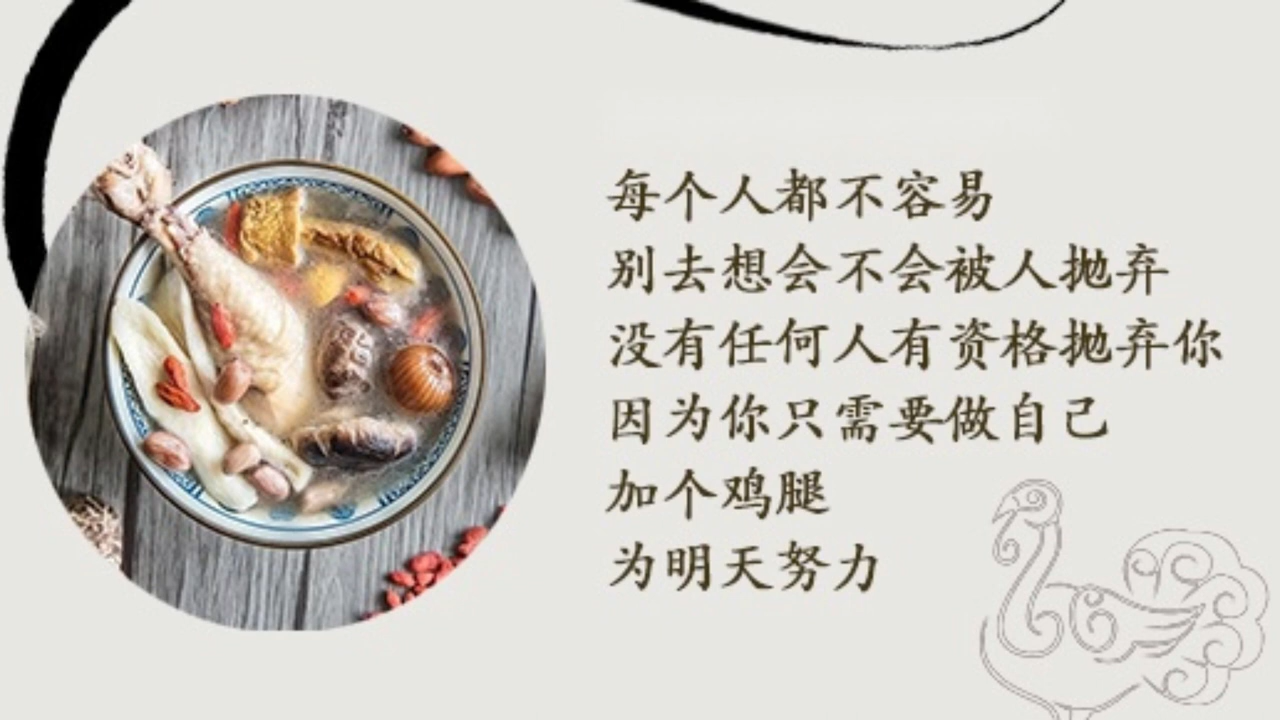 每个人都不容易
别去想会不会被人抛弃
没有任何人有资格抛弃你
因为你只需要做自己
加个鸡腿
为明天努力